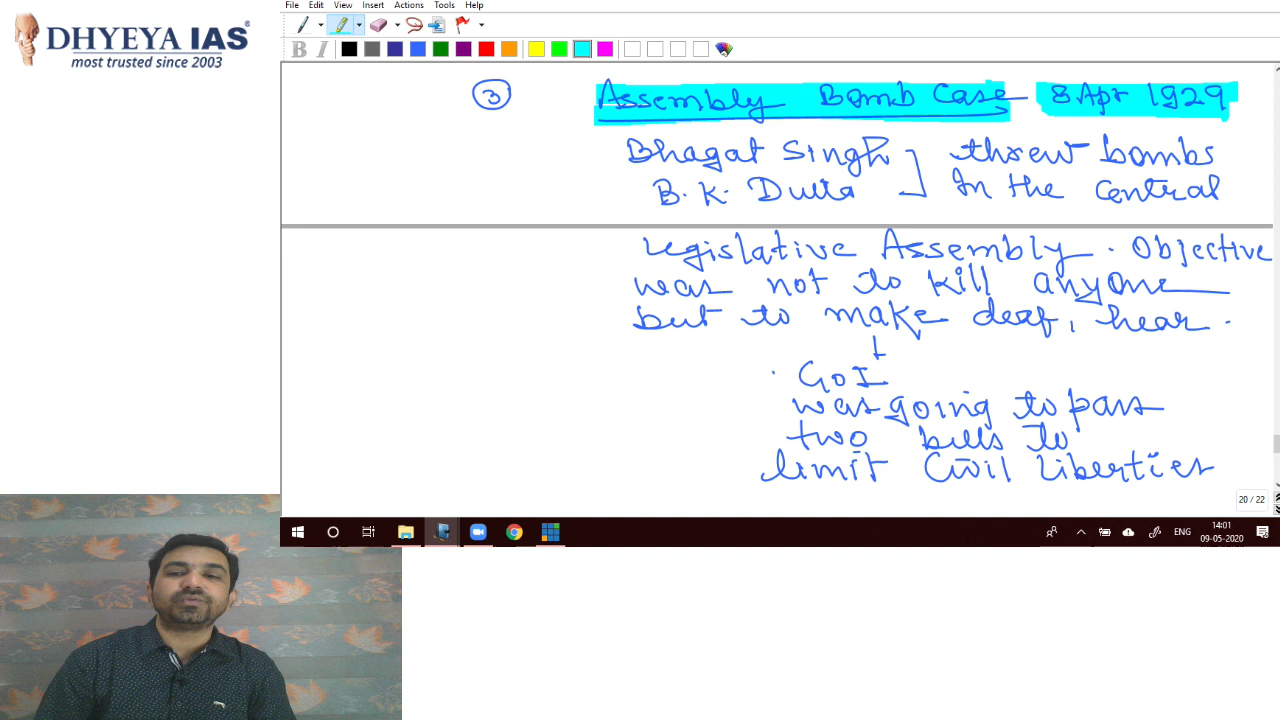 File Edit View Insert Actions Tools Help
DHYEYA IAS
most trusted since 2003
B I
3 Assembly Bomb Case 8 Apr 1929
Bhagat Singh ] threw bombs
B. K. Dutta ] In the Central
Legislative Assembly. Objective
was not to kill anyone
but to make deaf, hear.
GoI
was going to pass
two bills to
limit Civil liberties
20 / 22
ENG
14:01
09-05-2020